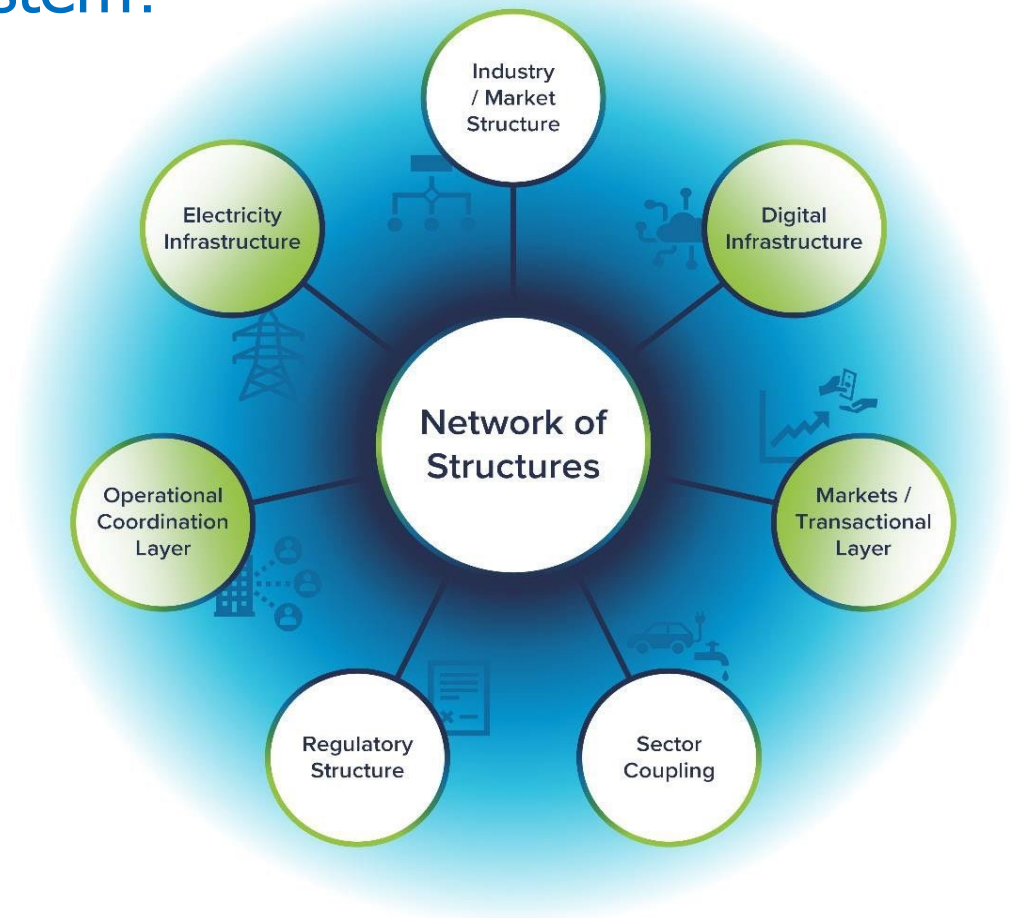 Industry
/ Market
Structure
Electricity
Infrastructure
Digital
Infrastructure
Network of
Structures
Operational
Coordination
Layer
Markets /
Transactional
Layer
Regulatory
Structure
Sector
Coupling